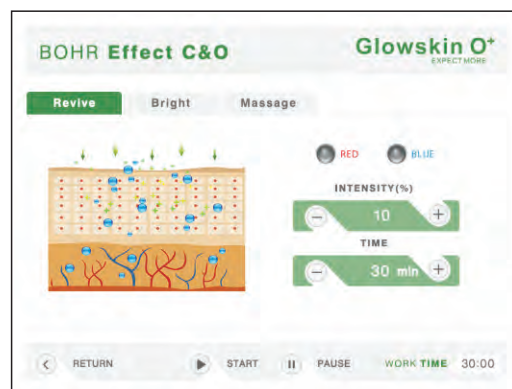 BOHR Effect C&O
Glowskin O+
EXPECT MORE
Revive Bright Massage
RED BLUE
INTENSITY(%)
10
TIME
30 min
RETURN START PAUSE WORK TIME 30:00